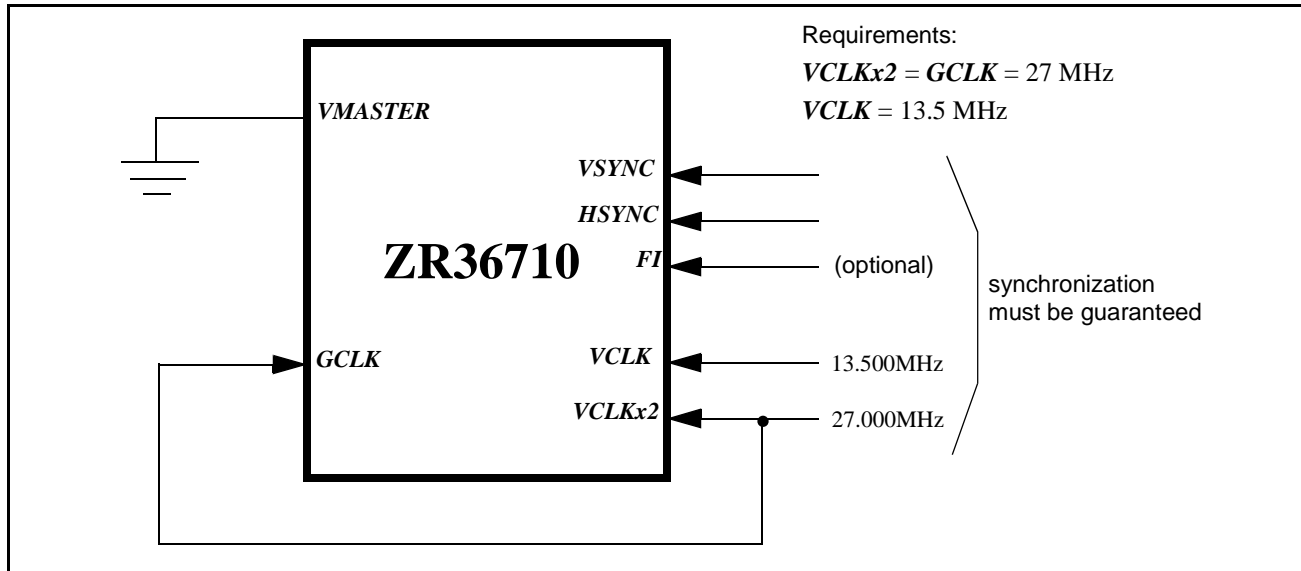 Requirements:
VCLKx2 = GCLK = 27 MHz
VCLK = 13.5 MHz
VMASTER
VSYNC
HSYNC
ZR36710
FI
(optional)
synchronization
must be guaranteed
GCLK
VCLK
13.500MHz
VCLKx2
27.000MHz